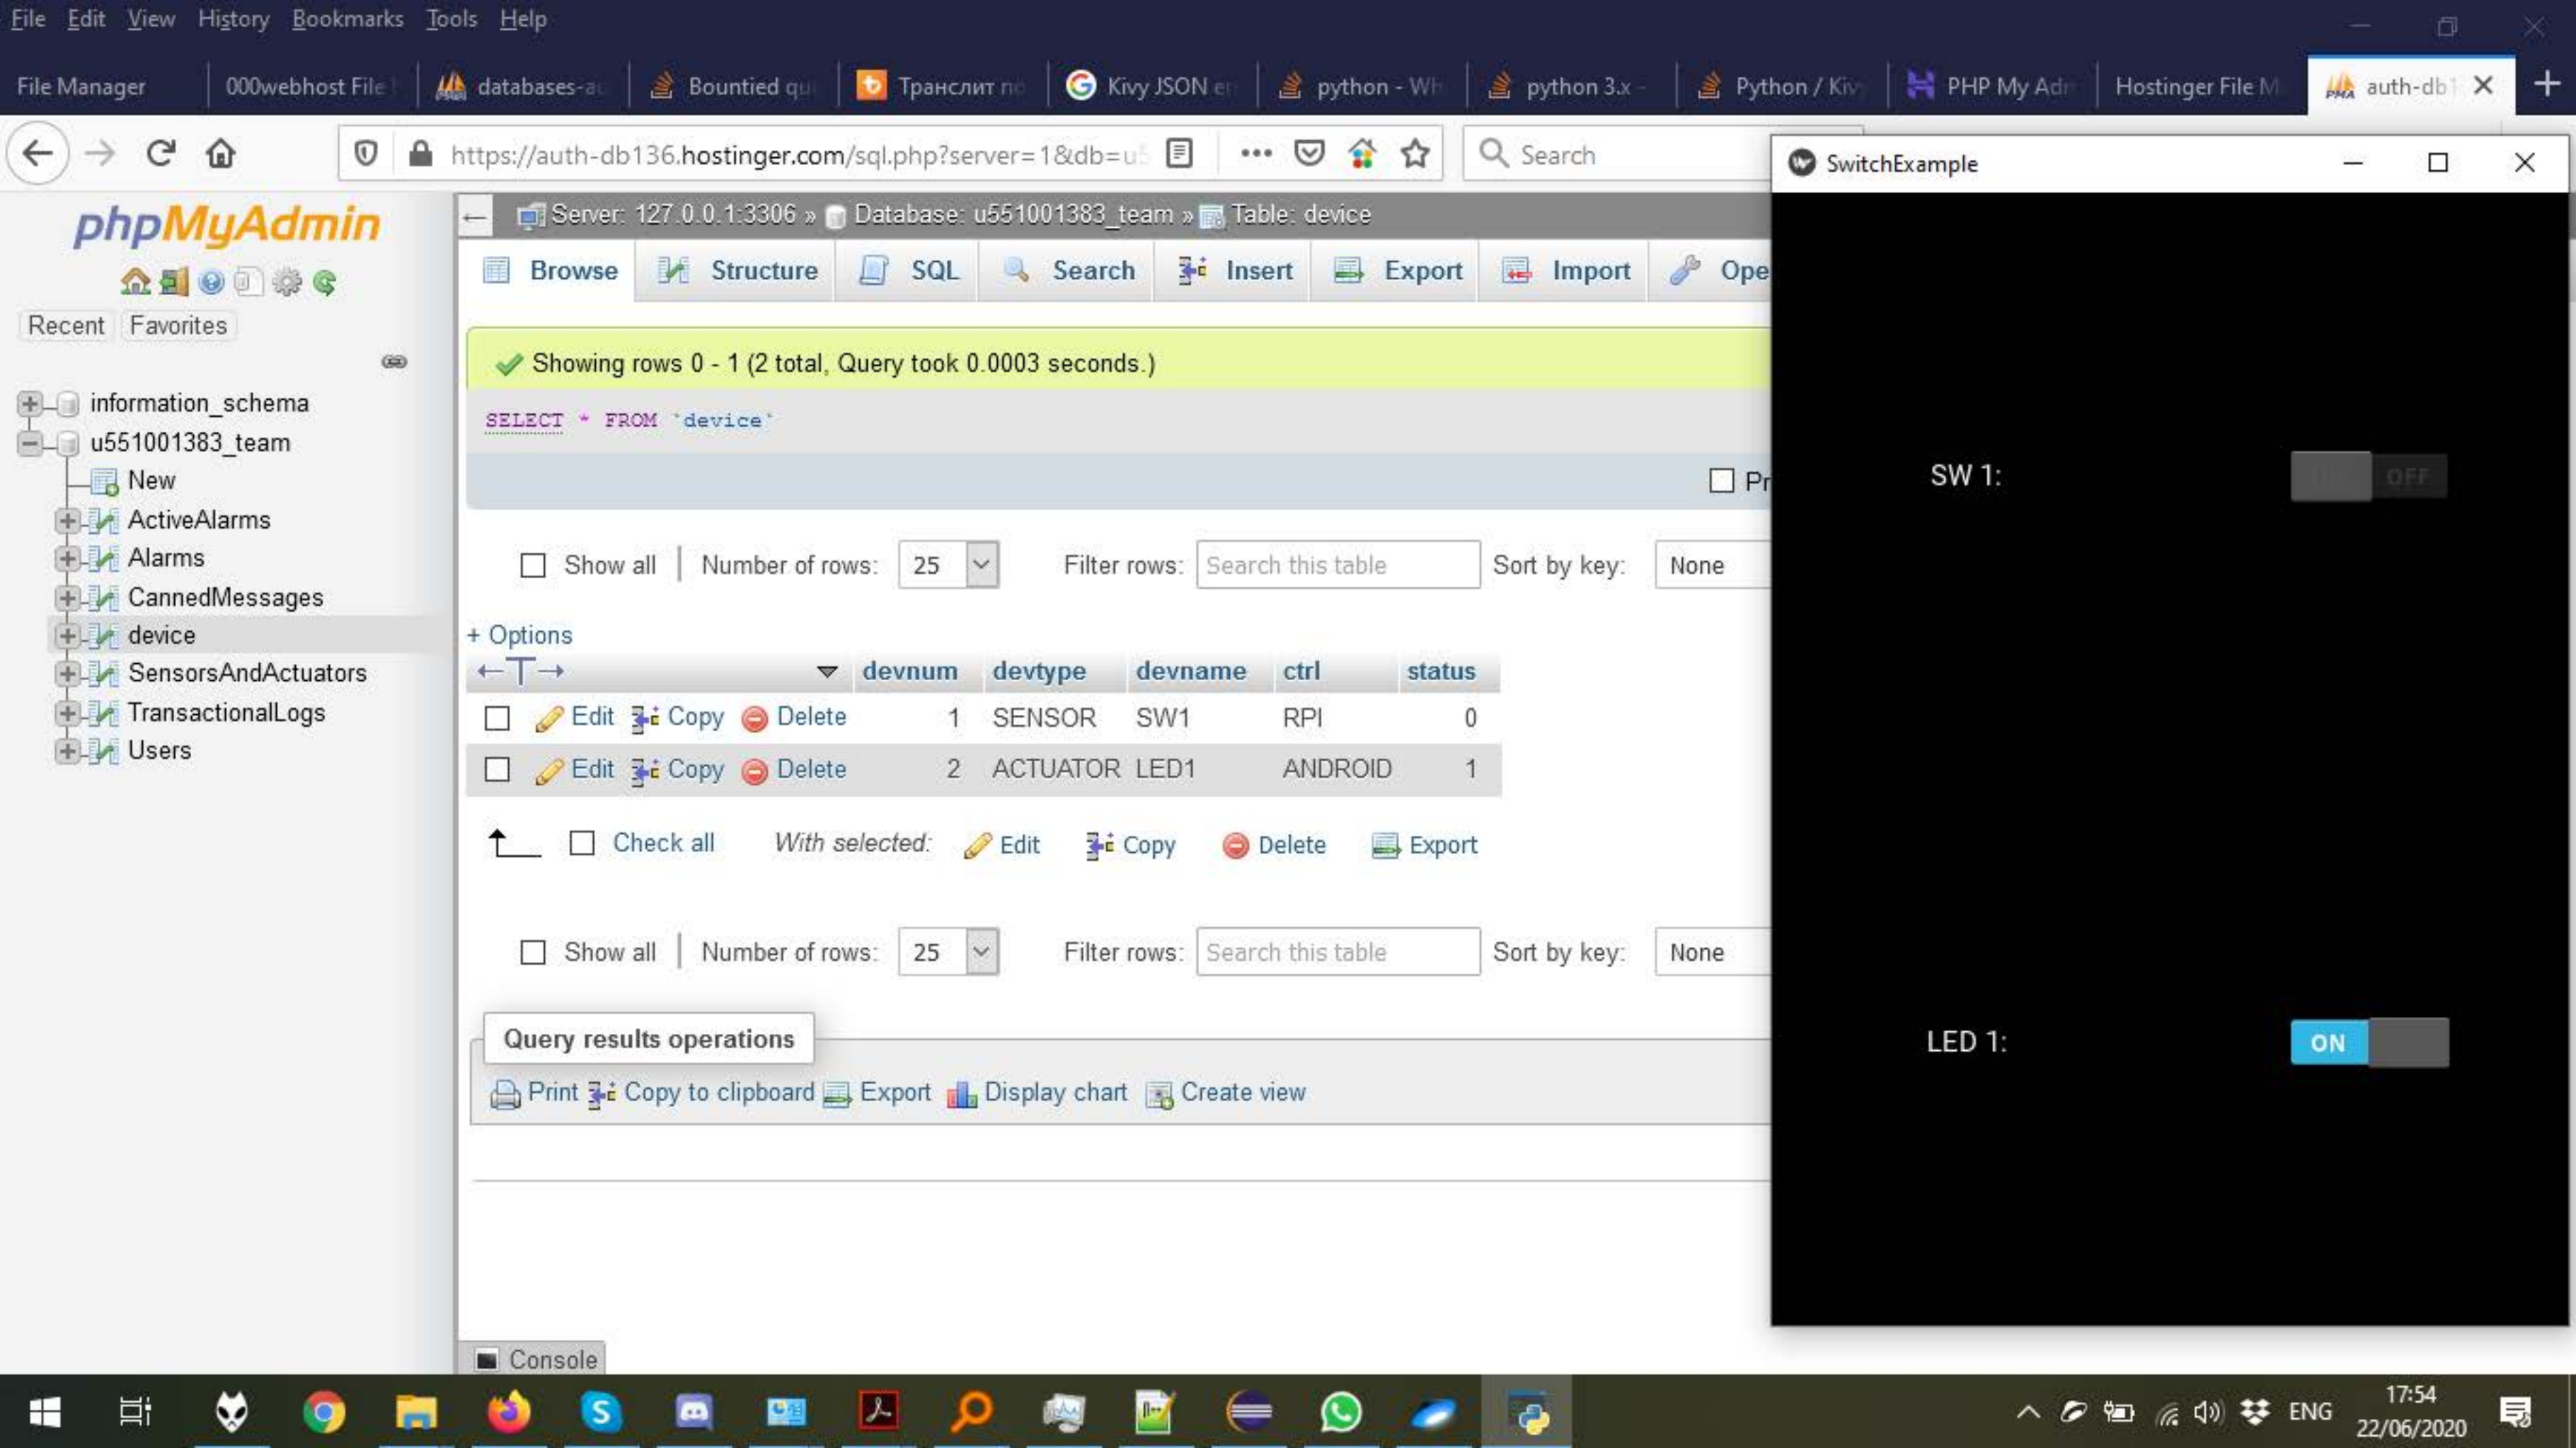 File Edit View History Bookmarks Tools Help
File Manager 000webhost File databases-au Bountied que Транслит по Kivy JSON er python - Wh python 3.x - Python / Kivy PHP My Adm Hostinger File M auth-db1
https://auth-db136.hostinger.com/sql.php?server=1&db=u5 Search
SwitchExample
phpMyAdmin
Recent Favorites
information_schema
u551001383_team
New
ActiveAlarms
Alarms
CannedMessages
device
SensorsAndActuators
TransactionalLogs
Users
Server: 127.0.0.1:3306 » Database: u551001383_team » Table: device
Browse Structure SQL Search Insert Export Import Ope
Showing rows 0 - 1 (2 total, Query took 0.0003 seconds.)
SELECT * FROM `device`
Pr
Show all Number of rows: 25 Filter rows: Search this table Sort by key: None
+ Options
←T→ devnum devtype devname ctrl status
Edit Copy Delete 1 SENSOR SW1 RPI 0
Edit Copy Delete 2 ACTUATOR LED1 ANDROID 1
Check all With selected: Edit Copy Delete Export
Show all Number of rows: 25 Filter rows: Search this table Sort by key: None
Query results operations
Print Copy to clipboard Export Display chart Create view
Console
SW 1: OFF
LED 1: ON
ENG 17:54
22/06/2020